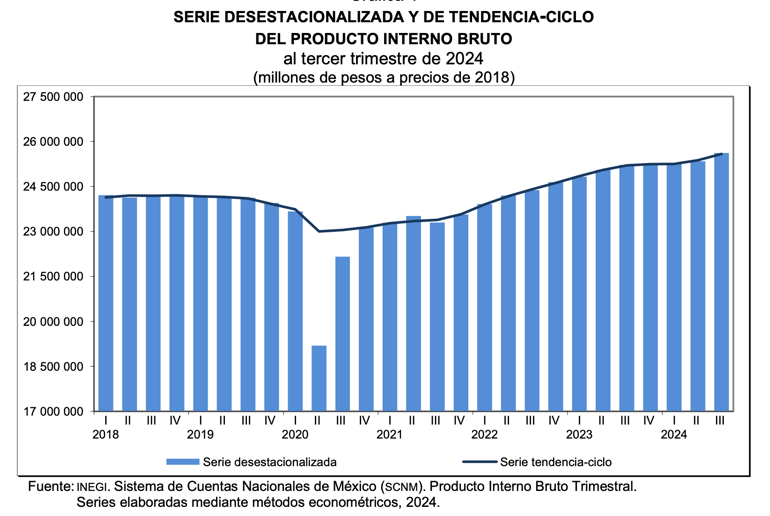 SERIE DESESTACIONALIZADA Y DE TENDENCIA-CICLO
DEL PRODUCTO INTERNO BRUTO
al tercer trimestre de 2024
(millones de pesos a precios de 2018)
27 500 000
26 000 000
24 500 000
23 000 000
21 500 000
20 000 000
18 500 000
17 000 000
I II III IV I II III IV I II III IV I II III IV I II III IV I II III IV I II III
2018 2019 2020 2021 2022 2023 2024
Serie desestacionalizada Serie tendencia-ciclo
Fuente: INEGI. Sistema de Cuentas Nacionales de México (SCNM). Producto Interno Bruto Trimestral.
Series elaboradas mediante métodos econométricos, 2024.